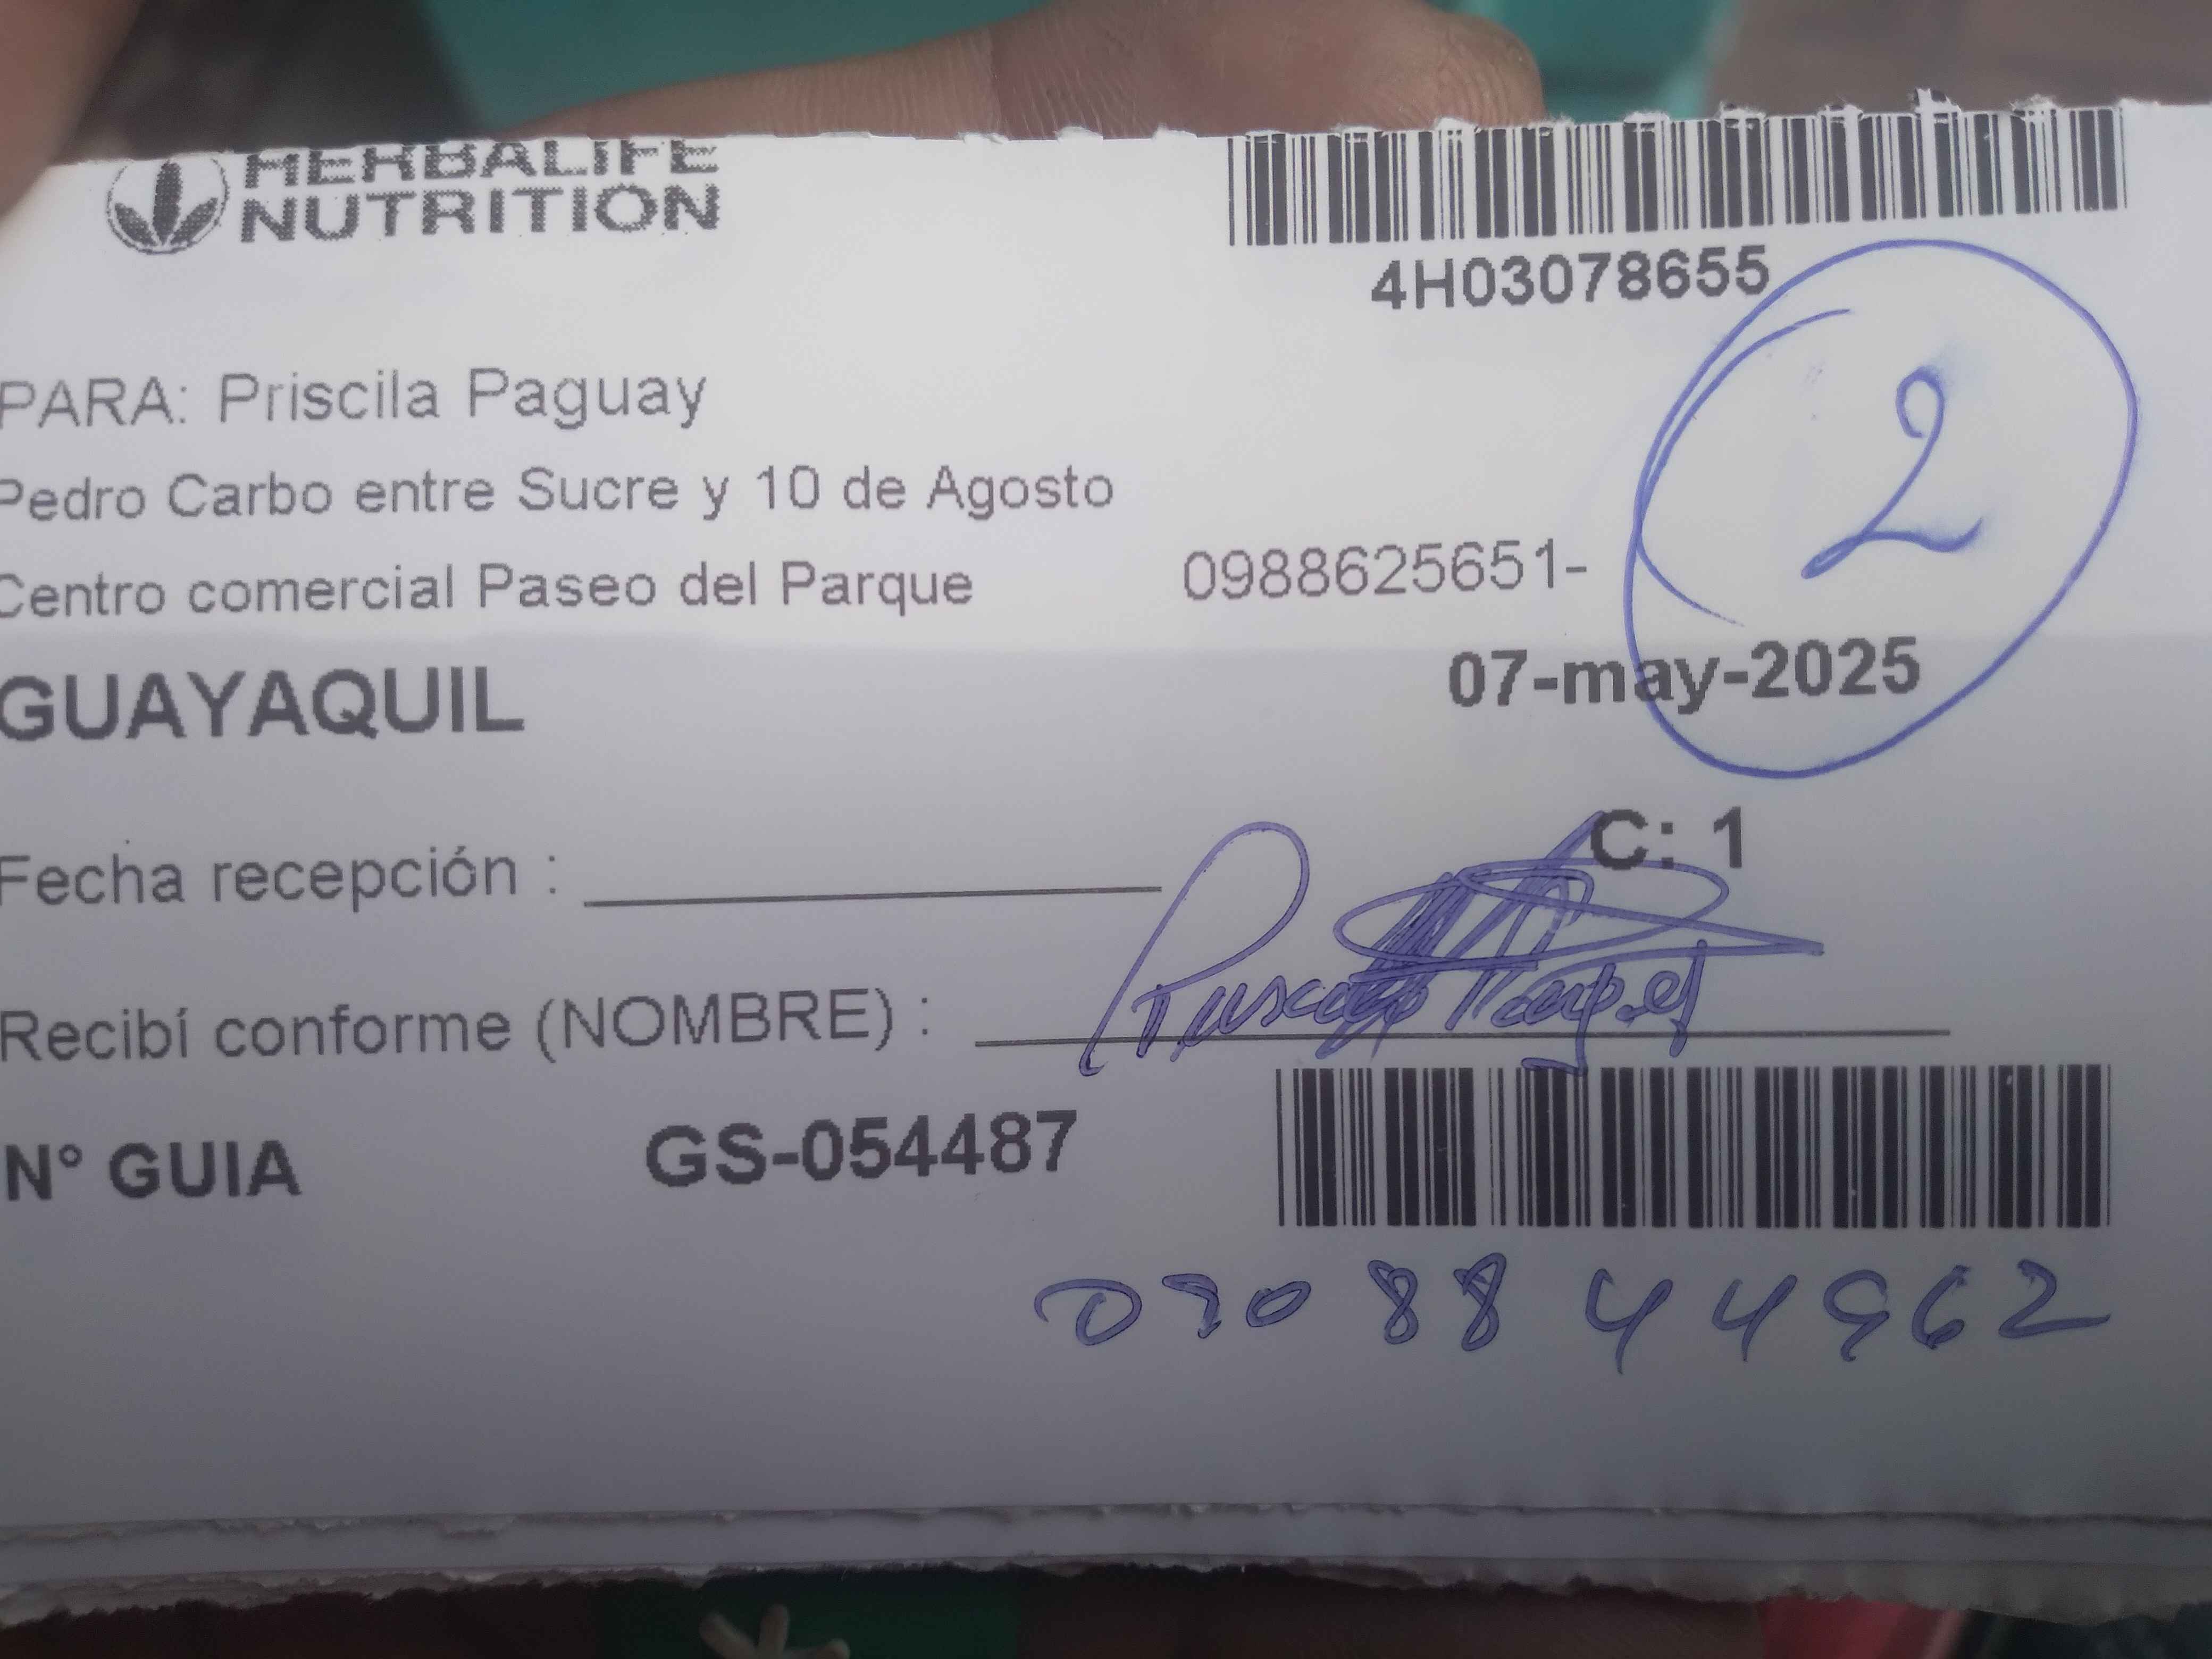 HERBALIFE
NUTRITION
4H03078655
2
PARA: Priscila Paguay
Pedro Carbo entre Sucre y 10 de Agosto
Centro comercial Paseo del Parque 0988625651-
GUAYAQUIL 07-may-2025
C: 1
Fecha recepción :
Recibí conforme (NOMBRE) :
N° GUIA GS-054487
0908844962